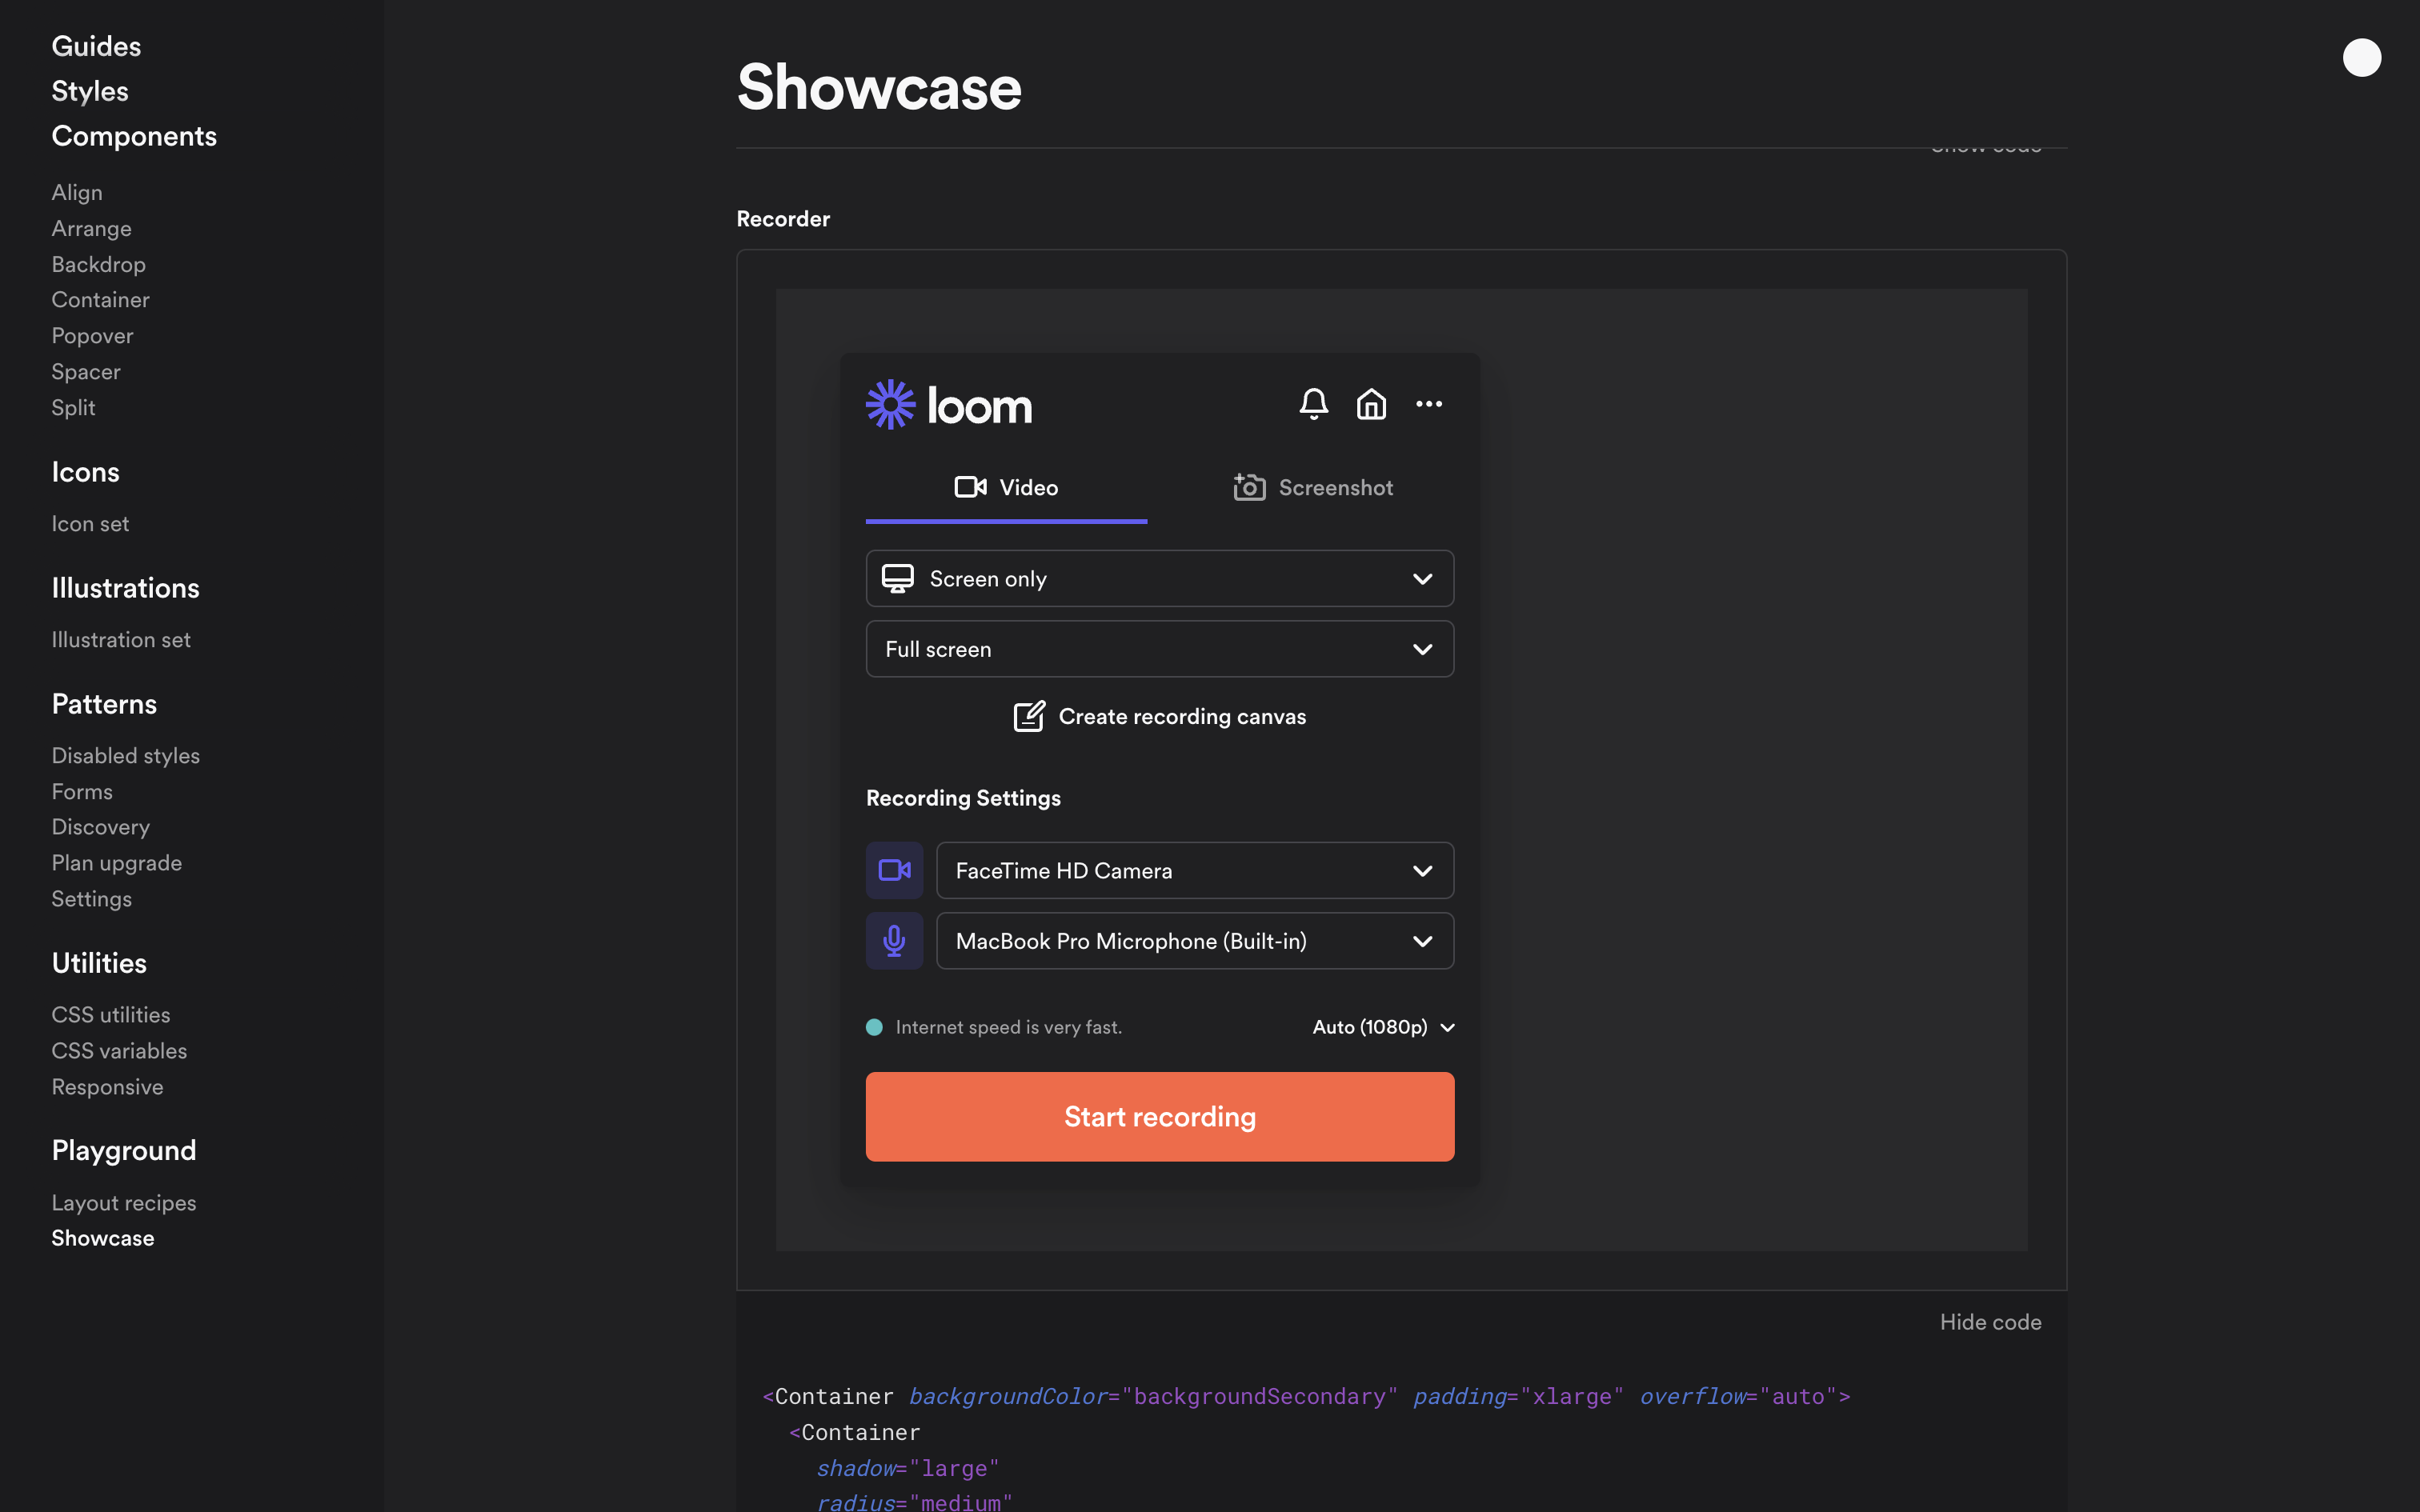 Guides
Styles
Components
Align
Arrange
Backdrop
Container
Popover
Spacer
Split
Icons
Icon set
Illustrations
Illustration set
Patterns
Disabled styles
Forms
Discovery
Plan upgrade
Settings
Utilities
CSS utilities
CSS variables
Responsive
Playground
Layout recipes
Showcase
Showcase
Show code
Recorder
loom
Video
Screenshot
Screen only
Full screen
Create recording canvas
Recording Settings
FaceTime HD Camera
MacBook Pro Microphone (Built-in)
Internet speed is very fast.
Auto (1080p)
Start recording
Hide code
<Container backgroundColor="backgroundSecondary" padding="xlarge" overflow="auto">
<Container
shadow="large"
radius="medium"